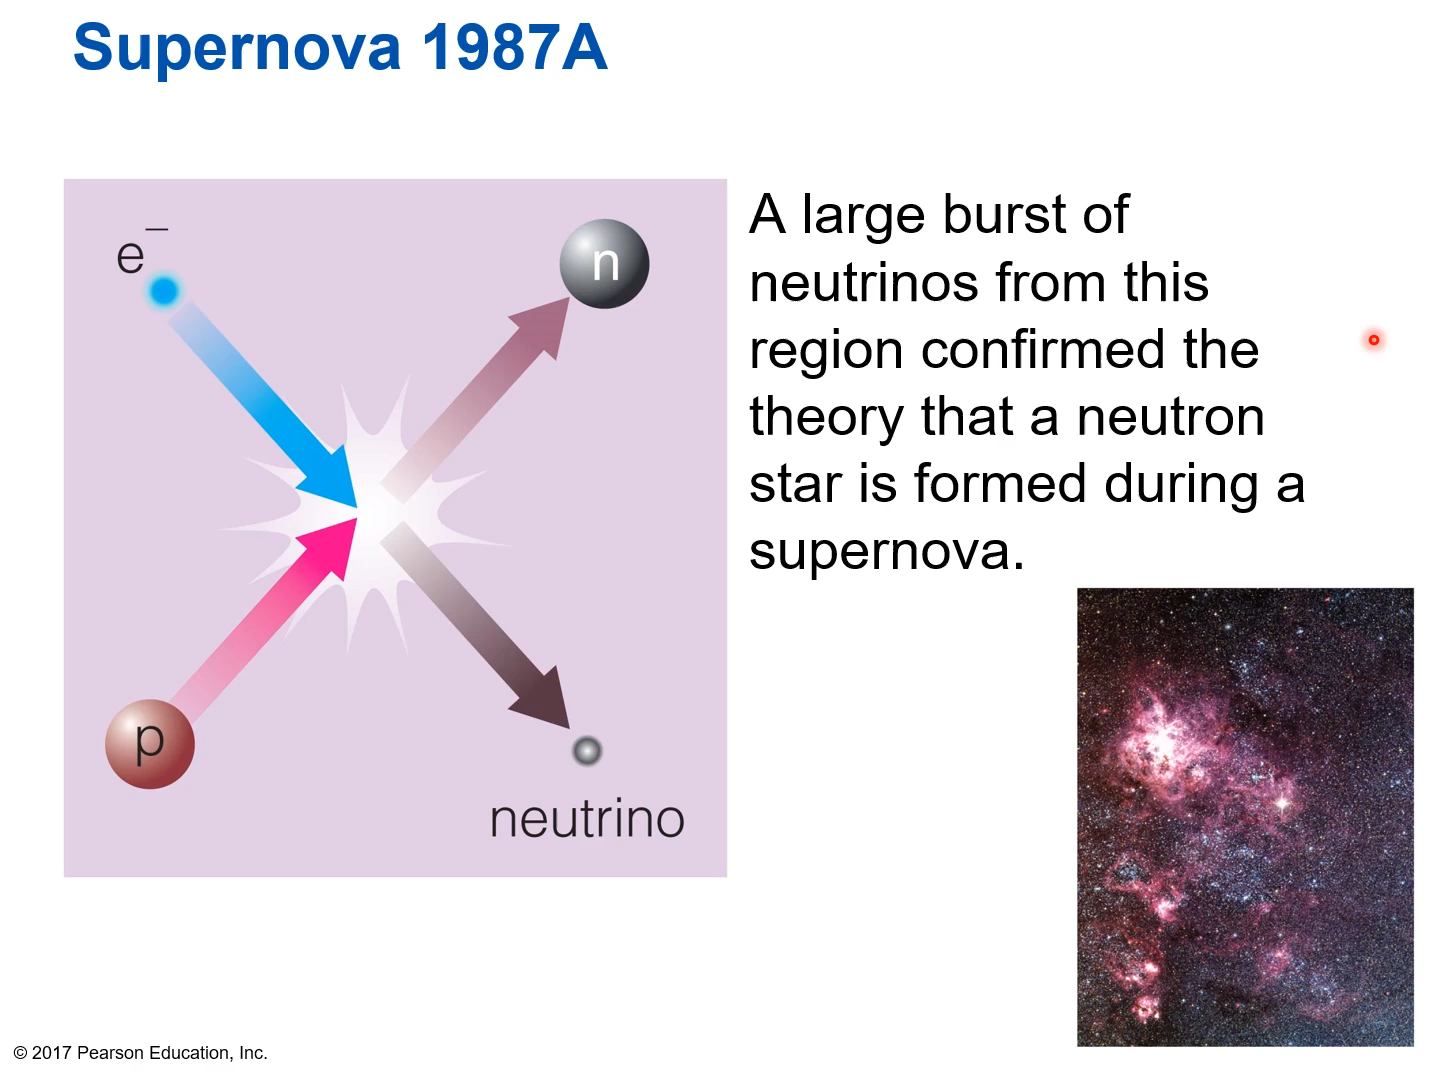 Supernova 1987A
e⁻
n
p
neutrino
A large burst of
neutrinos from this
region confirmed the
theory that a neutron
star is formed during a
supernova.
© 2017 Pearson Education, Inc.